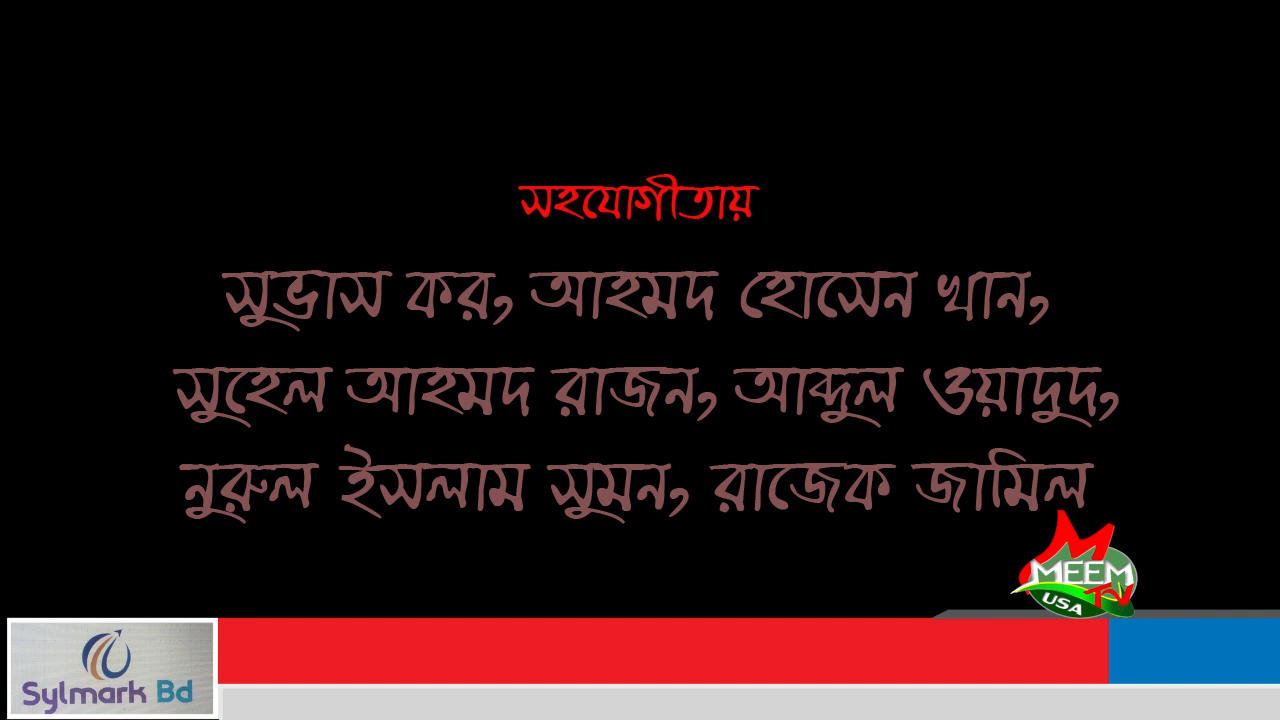 সহযোগীতায়
সুভাস কর, আহমদ হোসেন খান,
সুহেল আহমদ রাজন, আব্দুল ওয়াদুদ,
নুরুল ইসলাম সুমন, রাজেক জামিল
MEEM
TV
USA
Sylmark Bd